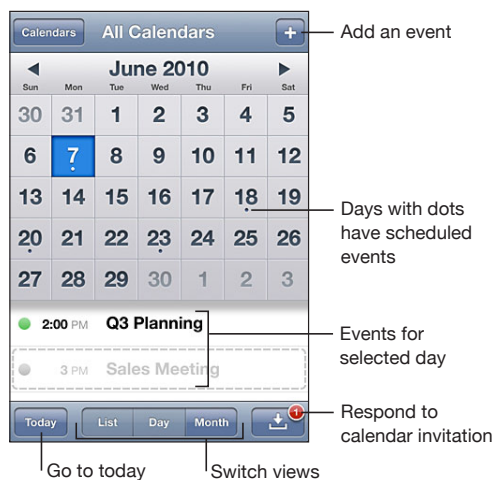 Calendars All Calendars + Add an event
June 2010
Sun Mon Tue Wed Thu Fri Sat
30 31 1 2 3 4 5
6 7 8 9 10 11 12
13 14 15 16 17 18 19
Days with dots
have scheduled
events
20 21 22 23 24 25 26
27 28 29 30 1 2 3
2:00 PM Q3 Planning
Events for
selected day
3 PM Sales Meeting
Today List Day Month 1
Respond to
calendar invitation
Go to today Switch views